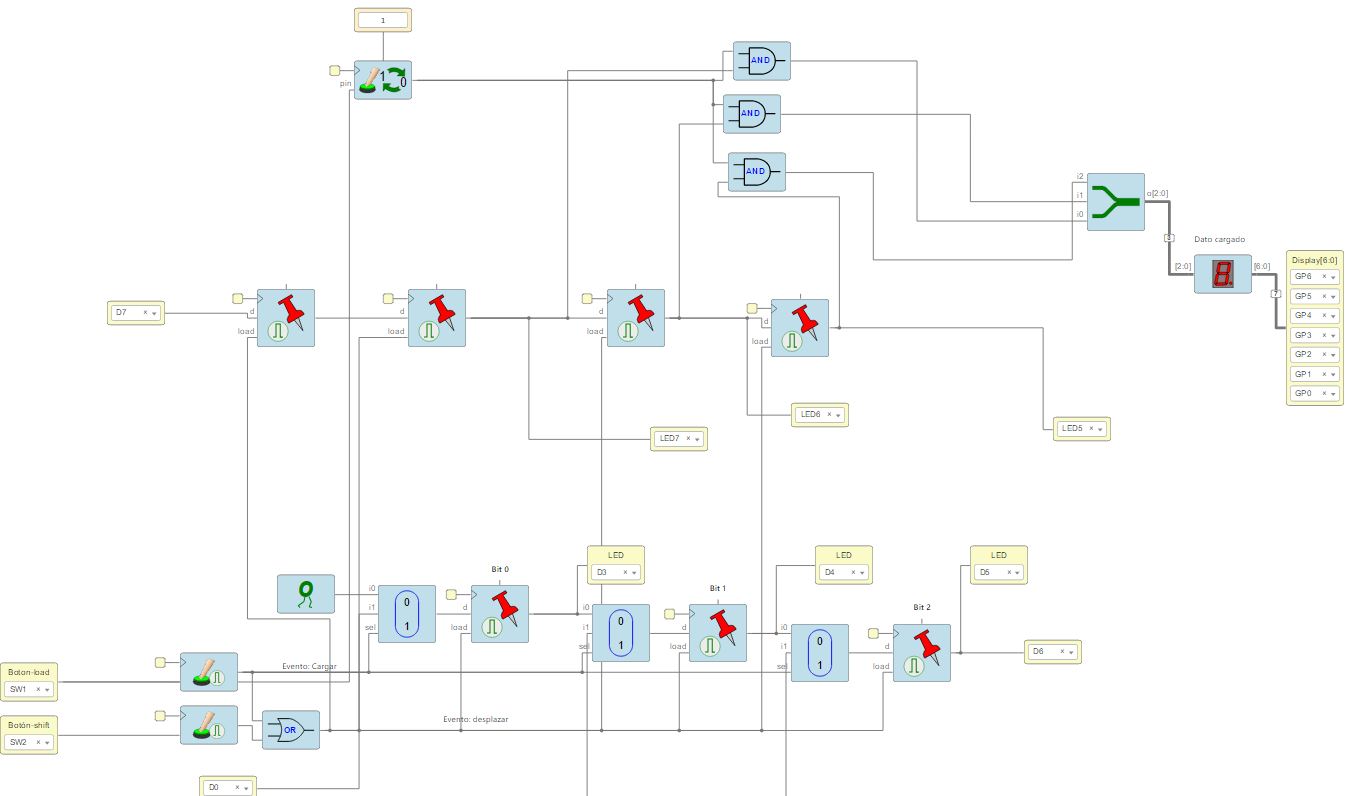 1
pin
1
0
AND
AND
AND
i2
i1
i0
o[2:0]
3
Dato cargado
[2:0]
[6:0]
7
Display[6:0]
GP6
GP5
GP4
GP3
GP2
GP1
GP0
D7
d
load
d
load
d
load
d
load
LED6
LED7
LED5
LED
D3
LED
D4
LED
D5
Bit 0
Bit 1
Bit 2
0
i0
i1
sel
0
1
d
load
i0
i1
sel
0
1
d
load
i0
i1
sel
0
1
d
load
D6
Boton-load
SW1
Evento: Cargar
Botón-shift
SW2
OR
Evento: desplazar
D0